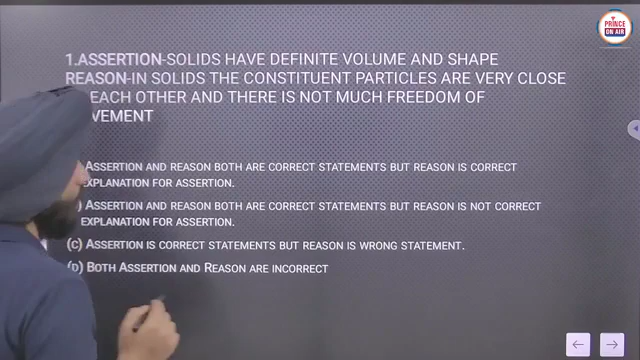 PRINCE
ON AIR
1.ASSERTION-SOLIDS HAVE DEFINITE VOLUME AND SHAPE
REASON-IN SOLIDS THE CONSTITUENT PARTICLES ARE VERY CLOSE
EACH OTHER AND THERE IS NOT MUCH FREEDOM OF
VEMENT
ASSERTION AND REASON BOTH ARE CORRECT STATEMENTS BUT REASON IS CORRECT
EXPLANATION FOR ASSERTION.
) ASSERTION AND REASON BOTH ARE CORRECT STATEMENTS BUT REASON IS NOT CORRECT
EXPLANATION FOR ASSERTION.
(C) ASSERTION IS CORRECT STATEMENTS BUT REASON IS WRONG STATEMENT.
(D) BOTH ASSERTION AND REASON ARE INCORRECT